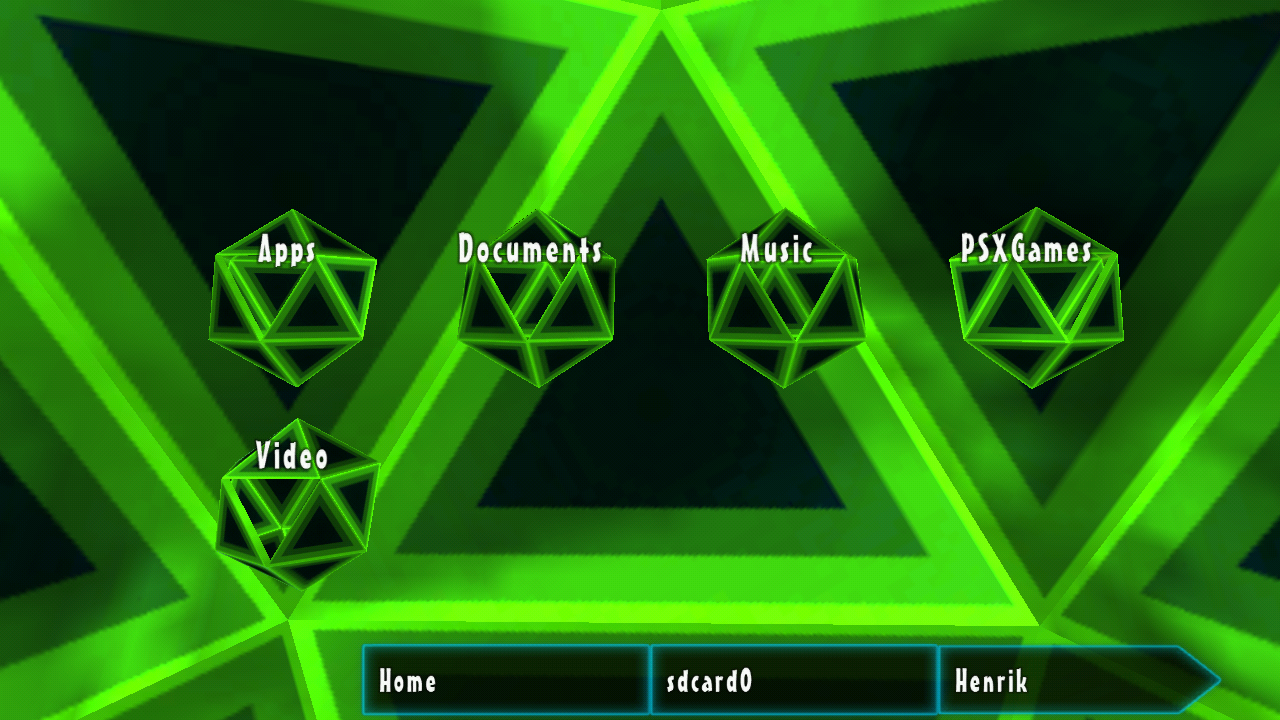 Apps
Documents
Music
PSXGames
Video
Home
sdcard0
Henrik